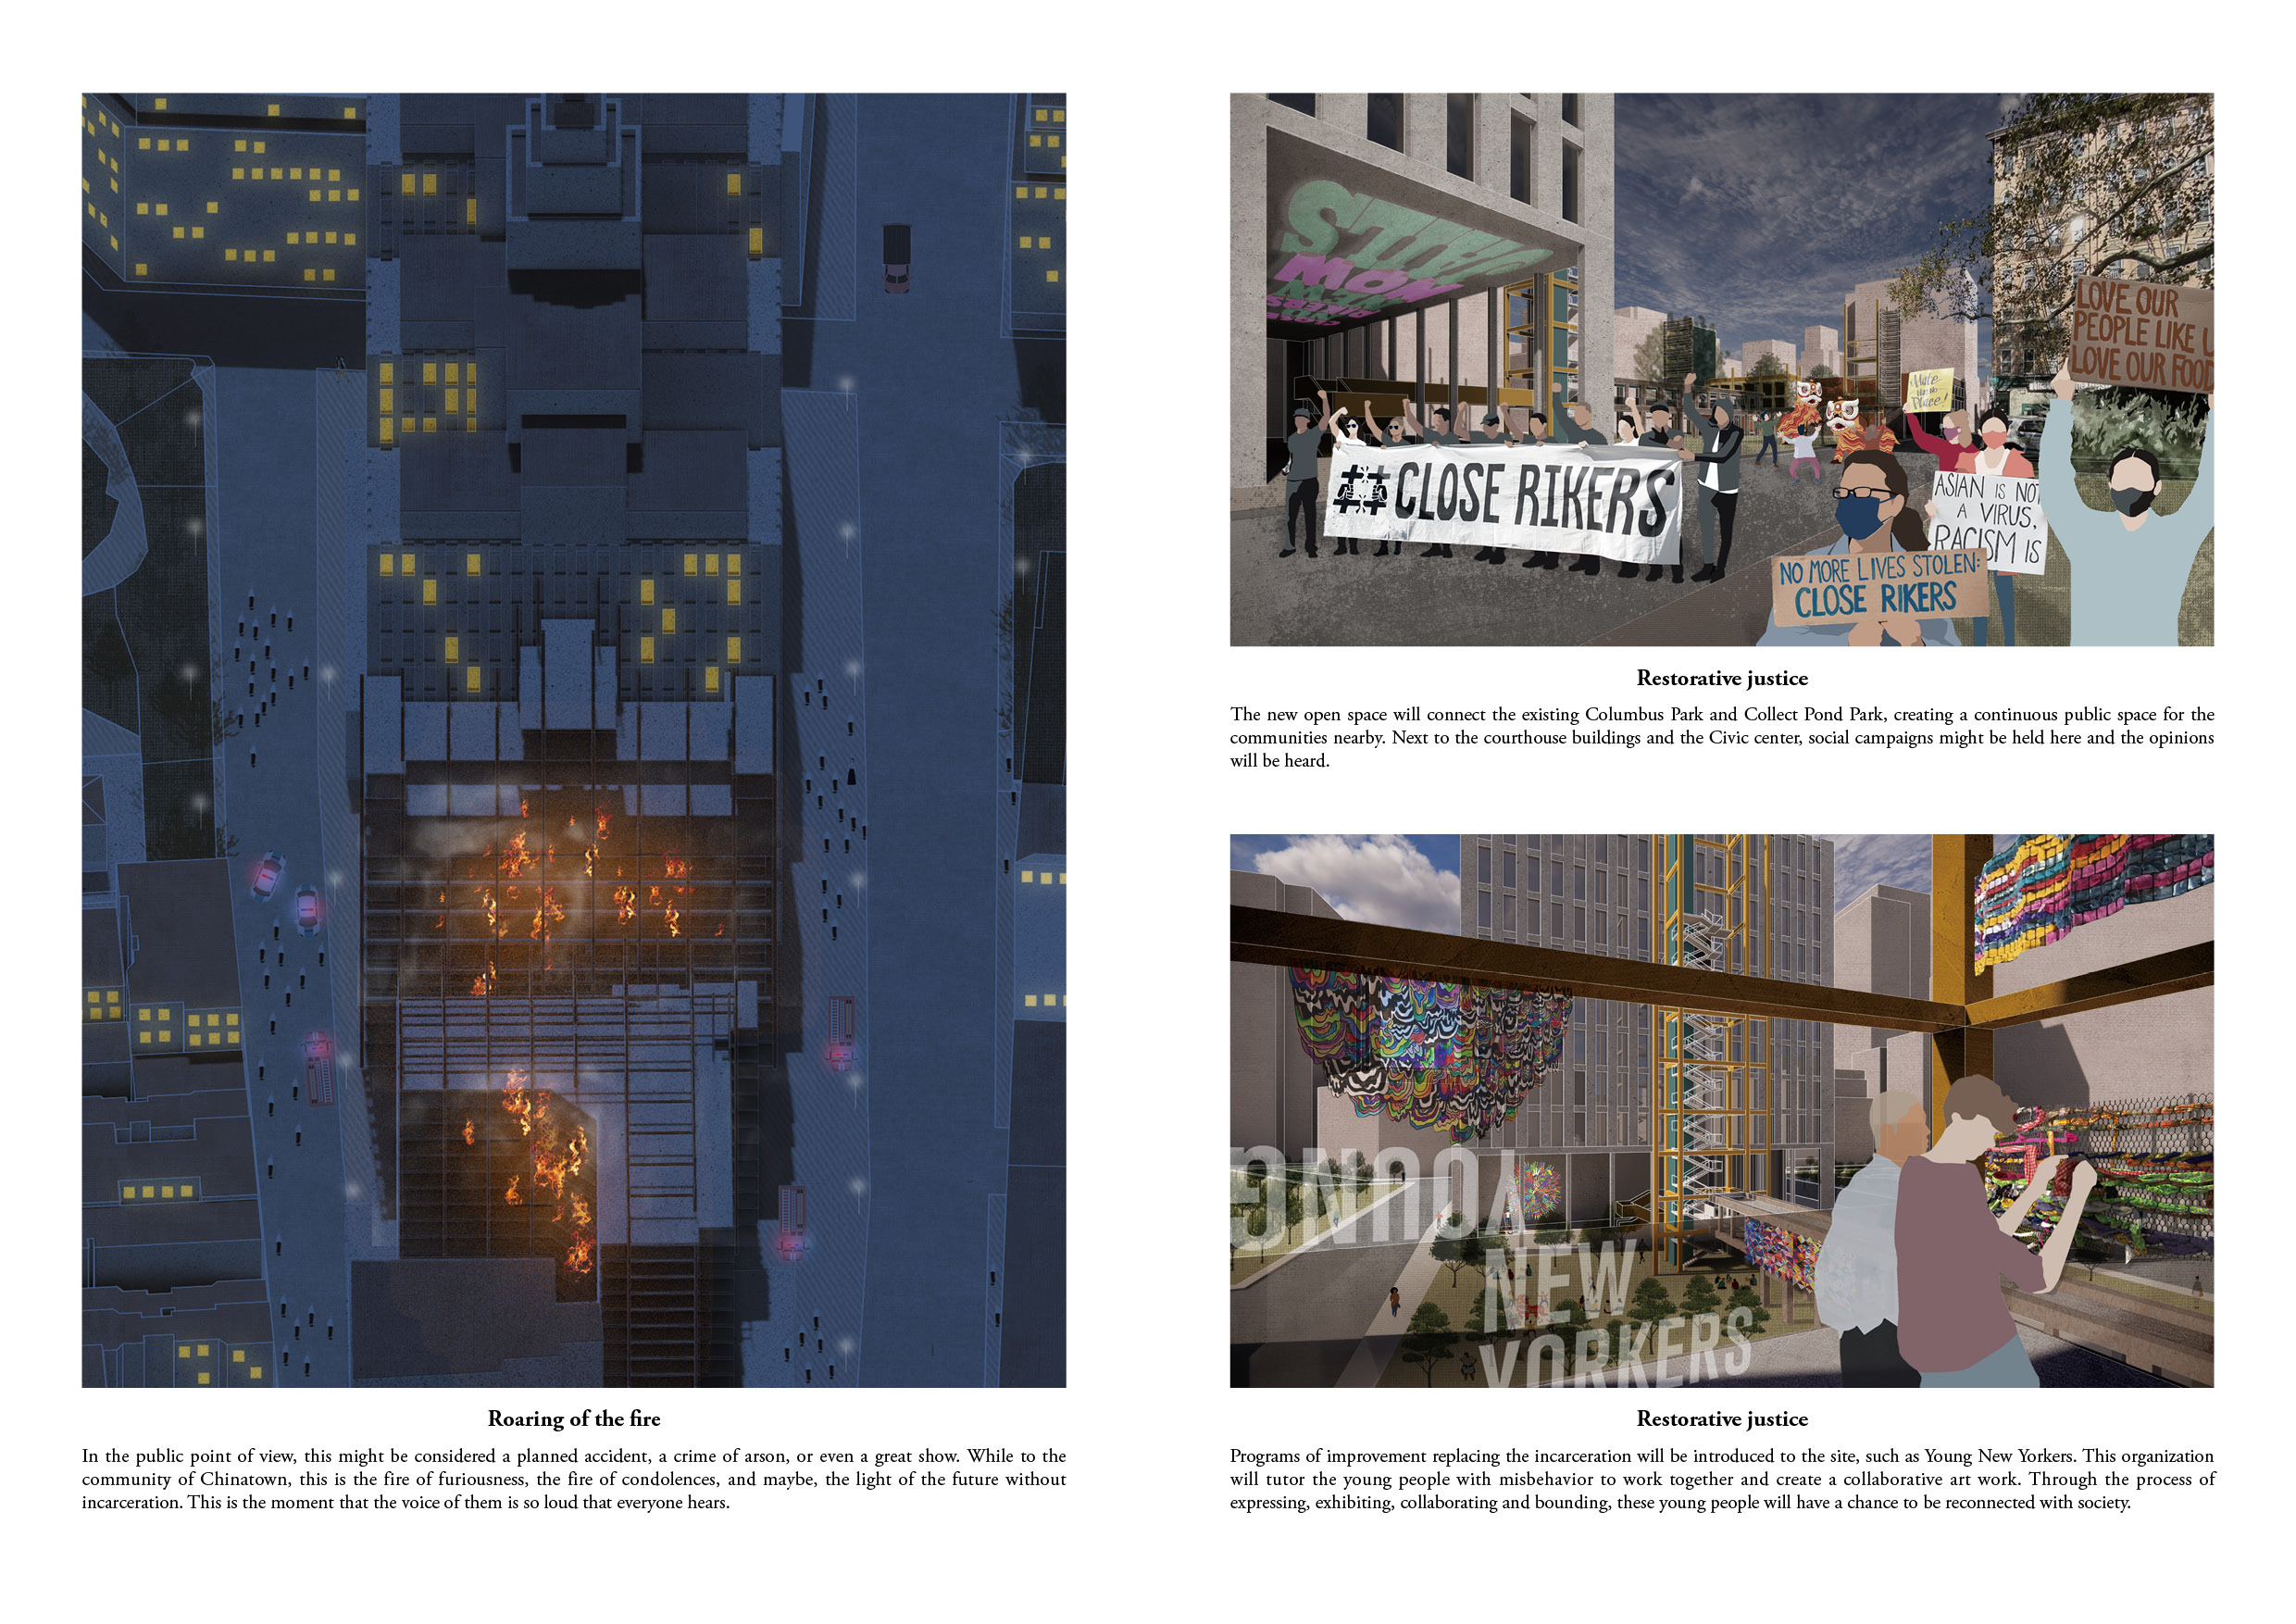 Roaring of the fire
In the public point of view, this might be considered a planned accident, a crime of arson, or even a great show. While to the
community of Chinatown, this is the fire of furiousness, the fire of condolences, and maybe, the light of the future without
incarceration. This is the moment that the voice of them is so loud that everyone hears.
JAILS
NOW
LOVE OUR
PEOPLE LIKE U
LOVE OUR FOOD
Hate
Has No
Place!
## CLOSE RIKERS
ASIAN IS NOT
A VIRUS,
RACISM IS
NO MORE LIVES STOLEN:
CLOSE RIKERS
Restorative justice
The new open space will connect the existing Columbus Park and Collect Pond Park, creating a continuous public space for the
communities nearby. Next to the courthouse buildings and the Civic center, social campaigns might be held here and the opinions
will be heard.
YOUNG
NEW
YORKERS
Restorative justice
Programs of improvement replacing the incarceration will be introduced to the site, such as Young New Yorkers. This organization
will tutor the young people with misbehavior to work together and create a collaborative art work. Through the process of
expressing, exhibiting, collaborating and bounding, these young people will have a chance to be reconnected with society.